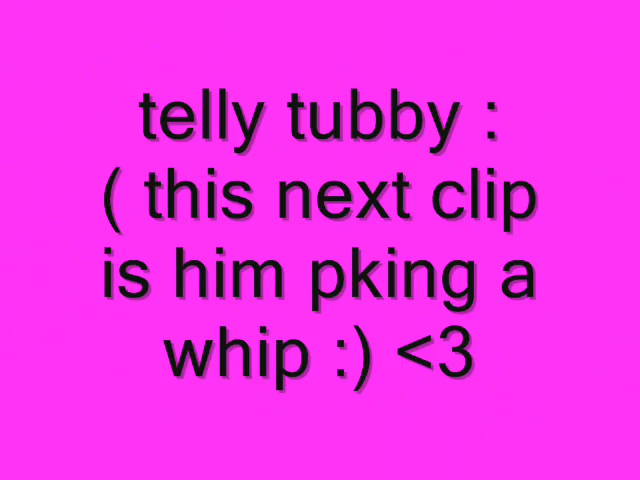 telly tubby :
( this next clip
is him pking a
whip :) <3